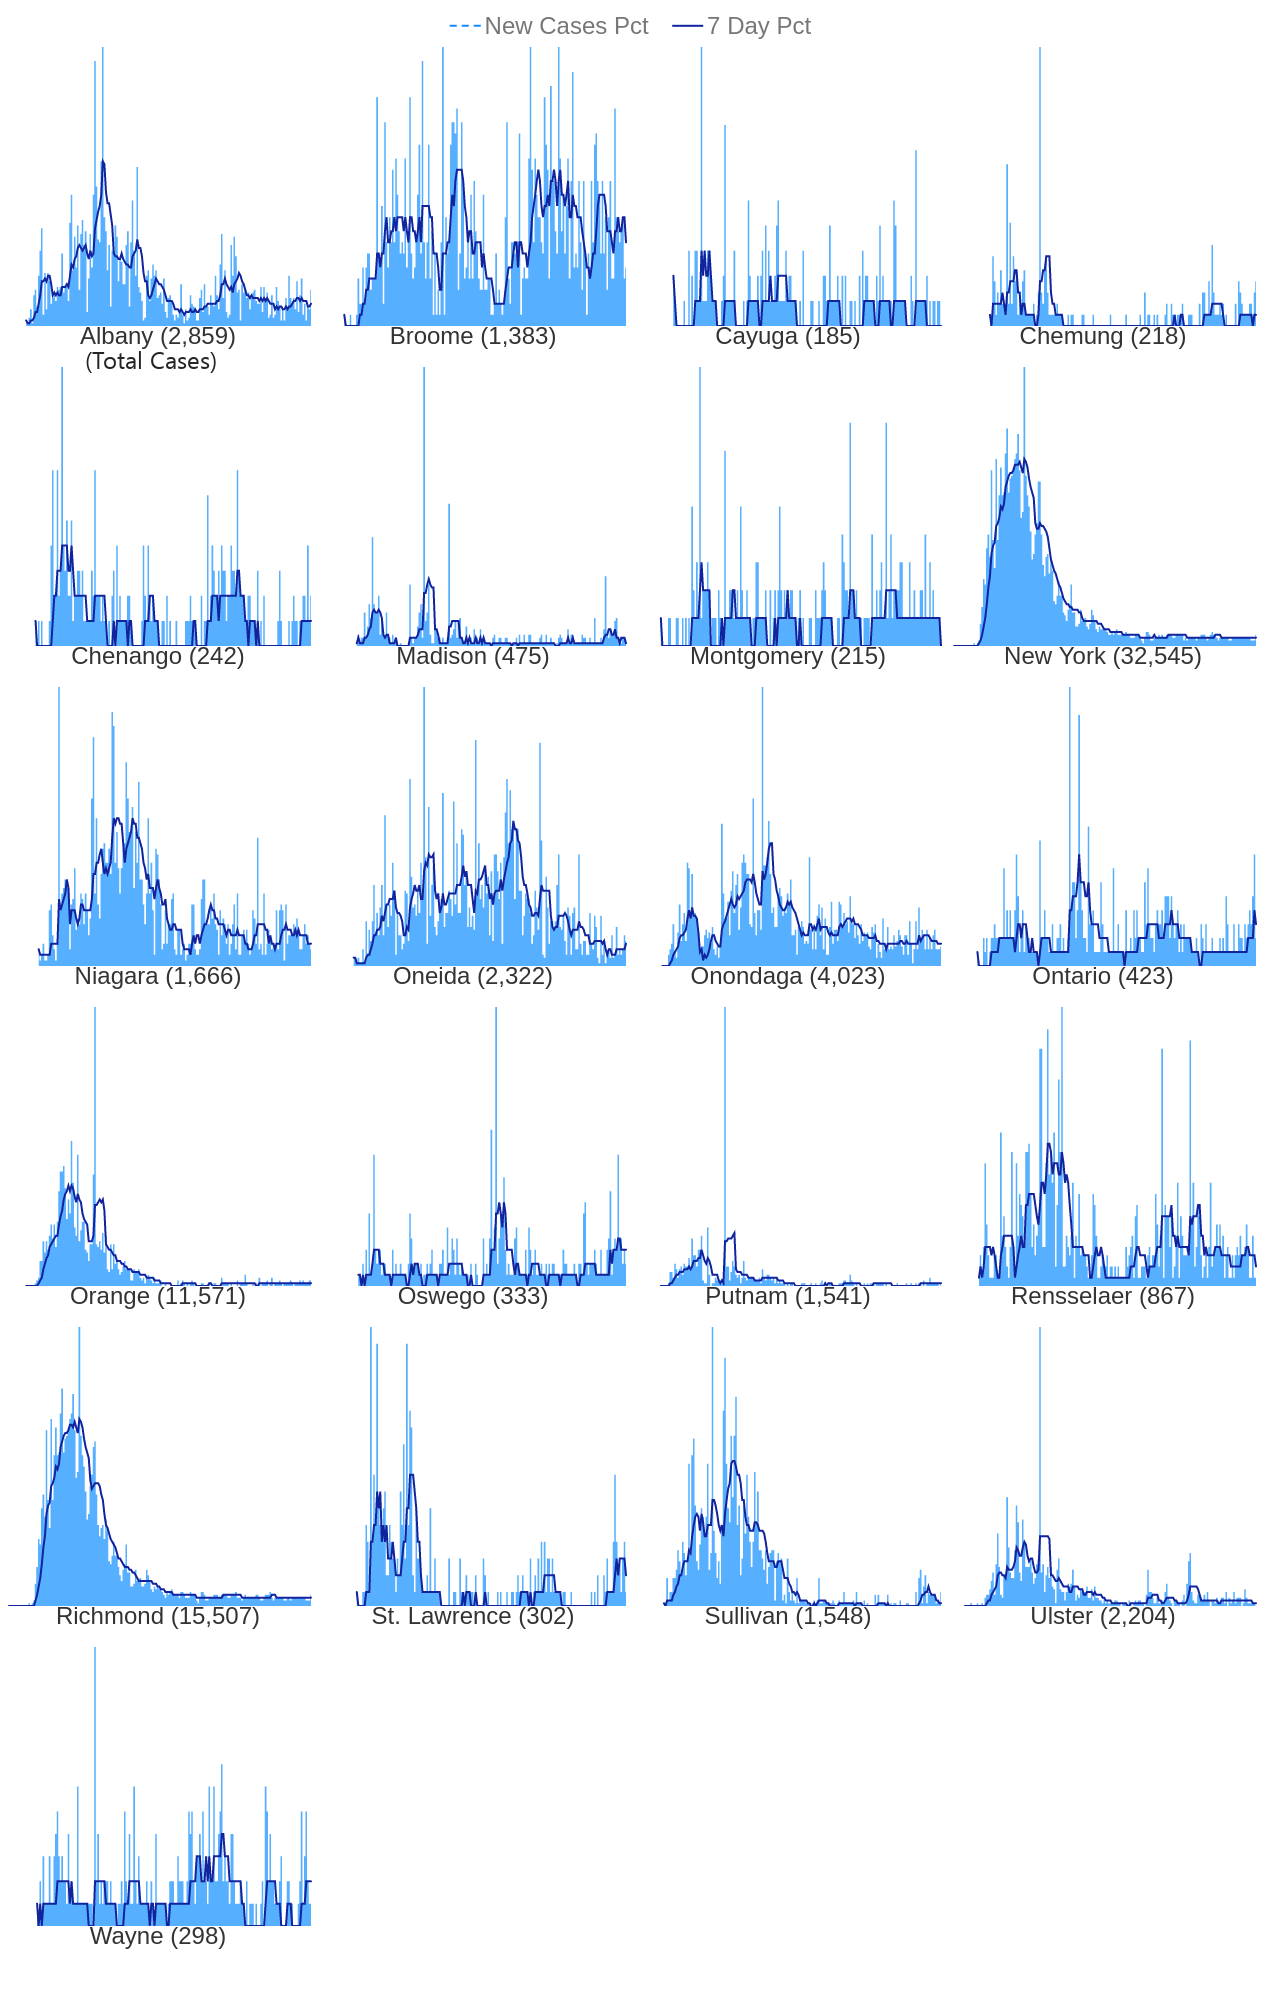 New Cases Pct 7 Day Pct
Albany (2,859) Broome (1,383) Cayuga (185) Chemung (218)
(Total Cases)
Chenango (242) Madison (475) Montgomery (215) New York (32,545)
Niagara (1,666) Oneida (2,322) Onondaga (4,023) Ontario (423)
Orange (11,571) Oswego (333) Putnam (1,541) Rensselaer (867)
Richmond (15,507) St. Lawrence (302) Sullivan (1,548) Ulster (2,204)
Wayne (298)